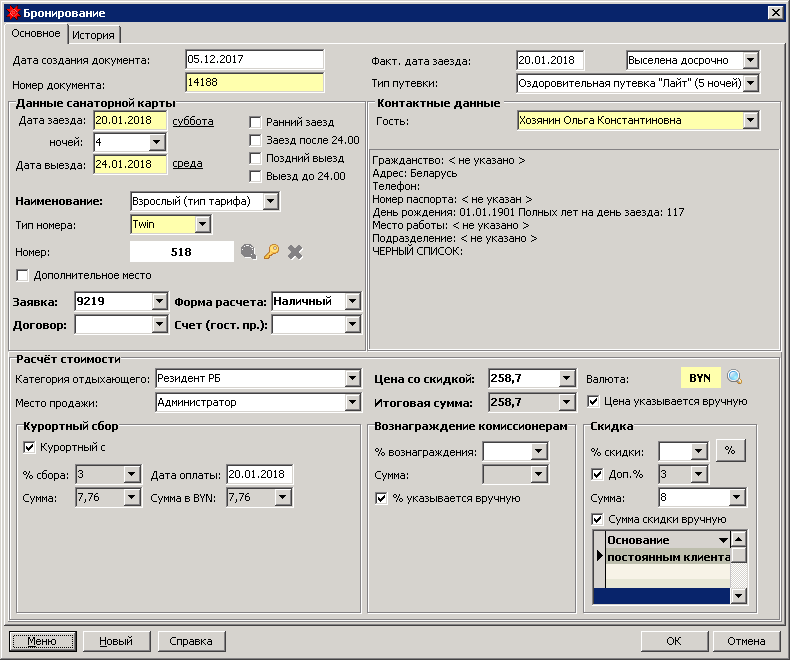 Бронирование
Основное История
Дата создания документа: 05.12.2017 Факт. дата заезда: 20.01.2018 Выселена досрочно
Номер документа: 14188 Тип путевки: Оздоровительная путевка "Лайт" (5 ночей)
Данные санаторной карты
Дата заезда: 20.01.2018 суббота
ночей: 4
Дата выезда: 24.01.2018 среда
Ранний заезд
Заезд после 24.00
Поздний выезд
Выезд до 24.00
Наименование: Взрослый (тип тарифа)
Тип номера: Twin
Номер: 518
Дополнительное место
Заявка: 9219 Форма расчета: Наличный
Договор: Счет (гост. пр.):
Контактные данные
Гость: Хозянин Ольга Константиновна
Гражданство: < не указано >
Адрес: Беларусь
Телефон:
Номер паспорта: < не указан >
День рождения: 01.01.1901 Полных лет на день заезда: 117
Место работы: < не указано >
Подразделение: < не указано >
ЧЕРНЫЙ СПИСОК:
Расчёт стоимости
Категория отдыхающего: Резидент РБ Цена со скидкой: 258,7 Валюта: BYN
Место продажи: Администратор Итоговая сумма: 258,7 Цена указывается вручную
Курортный сбор
Курортный с
% сбора: 3 Дата оплаты: 20.01.2018
Сумма: 7,76 Сумма в BYN: 7,76
Вознаграждение комиссионерам
% вознаграждения:
Сумма:
% указывается вручную
Скидка
% скидки: %
Доп.% 3
Сумма: 8
Сумма скидки вручную
Основание
постоянным клиента
Меню Новый Справка OK Отмена